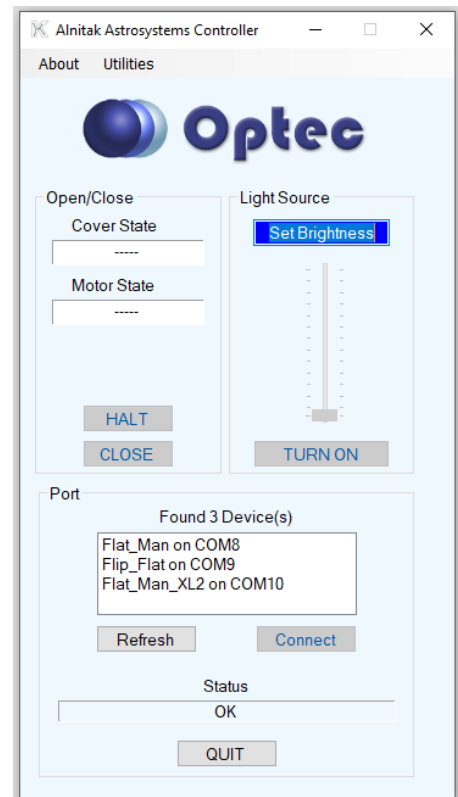 Alnitak Astrosystems Controller
About Utilities
Optec
Open/Close
Cover State
-----
Motor State
-----
HALT
CLOSE
Light Source
Set Brightness
TURN ON
Port
Found 3 Device(s)
Flat_Man on COM8
Flip_Flat on COM9
Flat_Man_XL2 on COM10
Refresh Connect
Status
OK
QUIT